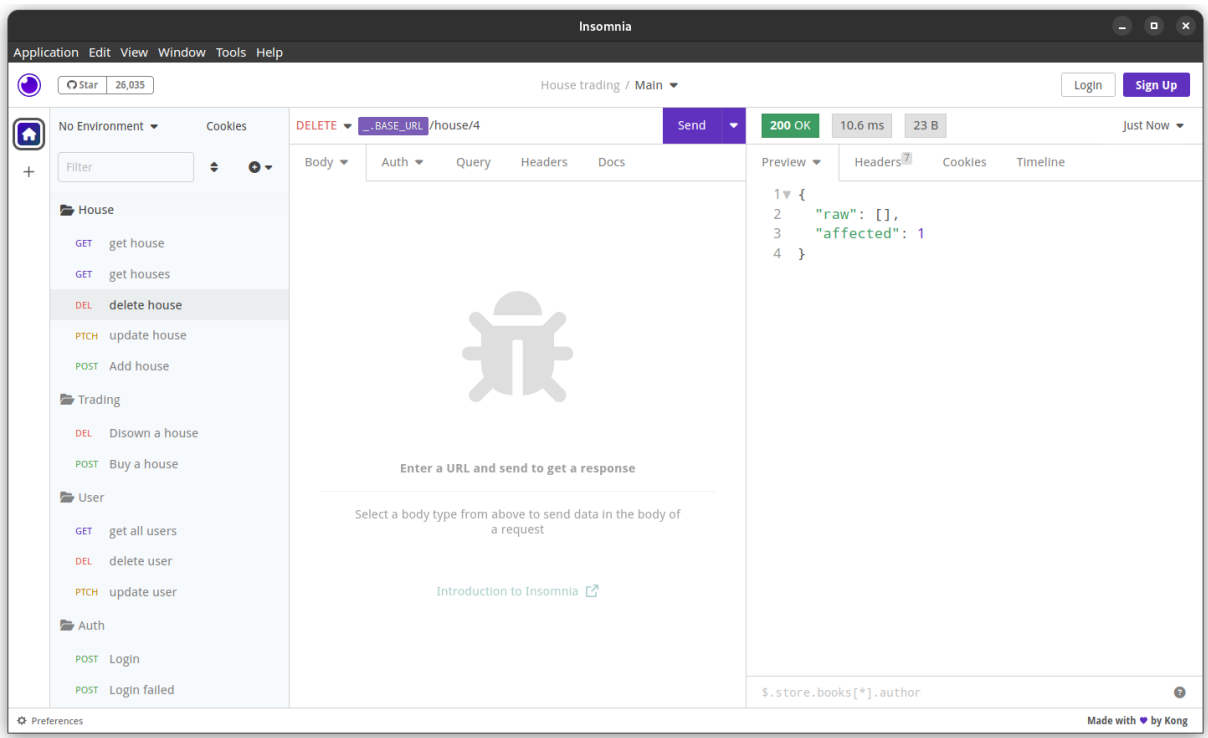 Insomnia
Application Edit View Window Tools Help
Star 26,035
House trading / Main
Login Sign Up
No Environment Cookies
Filter
House
GET get house
GET get houses
DEL delete house
PTCH update house
POST Add house
Trading
DEL Disown a house
POST Buy a house
User
GET get all users
DEL delete user
PTCH update user
Auth
POST Login
POST Login failed
DELETE _.BASE_URL /house/4 Send
Body Auth Query Headers Docs
Enter a URL and send to get a response
Select a body type from above to send data in the body of
a request
Introduction to Insomnia
200 OK 10.6 ms 23 B Just Now
Preview Headers 7 Cookies Timeline
1 {
2 "raw": [],
3 "affected": 1
4 }
$.store.books[*].author
Preferences
Made with ♥ by Kong